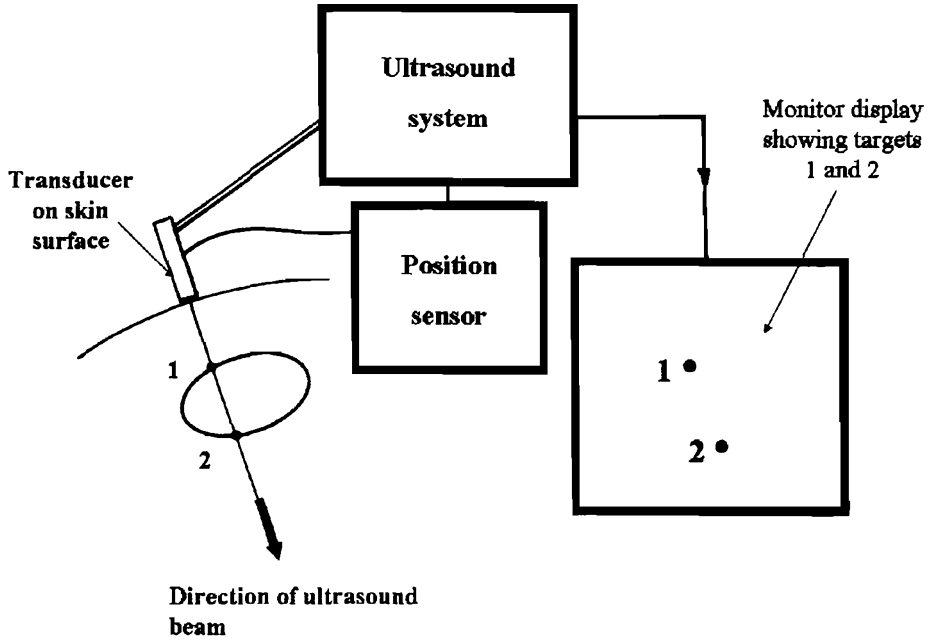 Ultrasound
system
Monitor display
showing targets
1 and 2
Transducer
on skin
surface
Position
sensor
1
2
1
2
Direction of ultrasound
beam